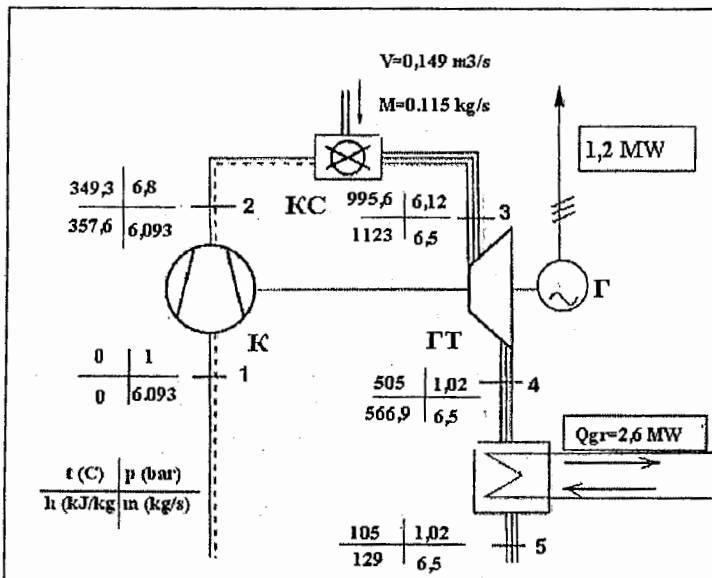 V=0,149 m3/s
M=0.115 kg/s
1,2 MW
349,3 6,8
357,6 6,093
2
КС
995,6 6,12
1123 6,5
3
К
ГТ
Г
0 1
0 6.093
1
505 1,02
566,9 6,5
4
Qgr=2,6 MW
t (C) p (bar)
h (kJ/kg m (kg/s)
105 1,02
129 6,5
5